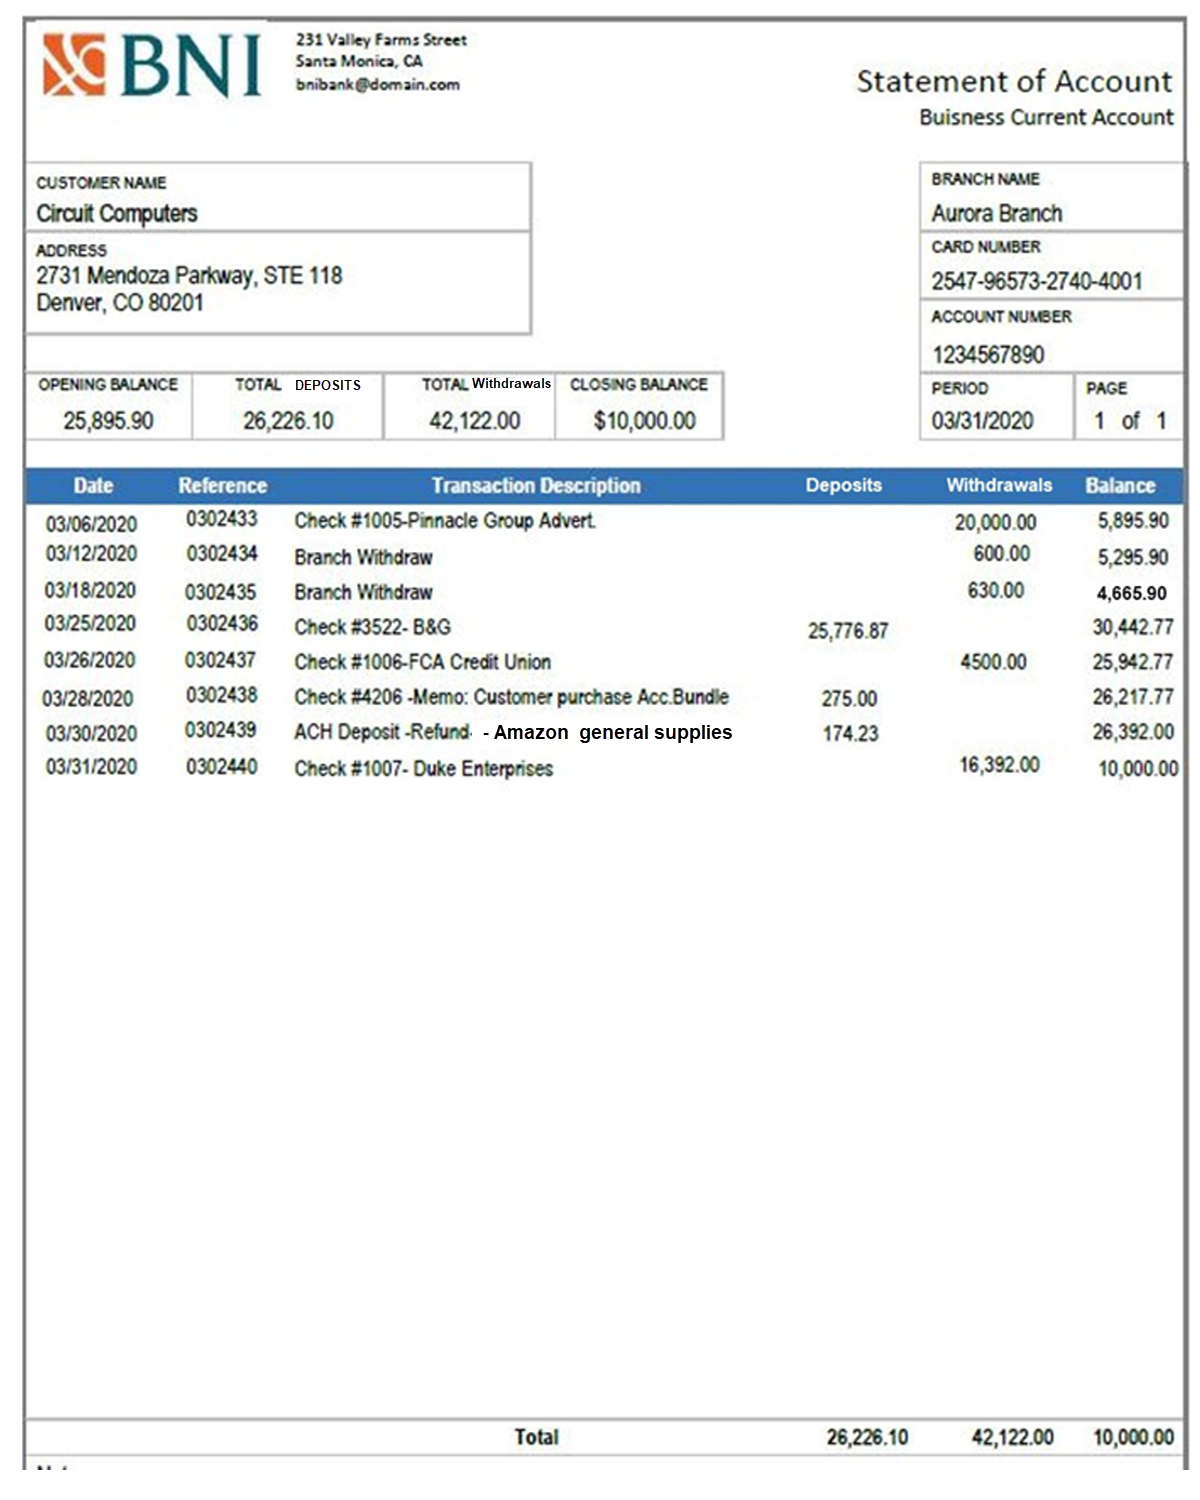 BNI
231 Valley Farms Street
Santa Monica, CA
bnibank@domain.com
Statement of Account
Buisness Current Account
CUSTOMER NAME
Circuit Computers
ADDRESS
2731 Mendoza Parkway, STE 118
Denver, CO 80201
BRANCH NAME
Aurora Branch
CARD NUMBER
2547-96573-2740-4001
ACCOUNT NUMBER
1234567890
OPENING BALANCE TOTAL DEPOSITS TOTAL Withdrawals CLOSING BALANCE PERIOD PAGE
25,895.90 26,226.10 42,122.00 $10,000.00 03/31/2020 1 of 1
Date Reference Transaction Description Deposits Withdrawals Balance
03/06/2020 0302433 Check #1005-Pinnacle Group Advert. 20,000.00 5,895.90
03/12/2020 0302434 Branch Withdraw 600.00 5,295.90
03/18/2020 0302435 Branch Withdraw 630.00 4,665.90
03/25/2020 0302436 Check #3522- B&G 25,776.87 30,442.77
03/26/2020 0302437 Check #1006-FCA Credit Union 4500.00 25,942.77
03/28/2020 0302438 Check #4206 -Memo: Customer purchase Acc.Bundle 275.00 26,217.77
03/30/2020 0302439 ACH Deposit -Refund- - Amazon general supplies 174.23 26,392.00
03/31/2020 0302440 Check #1007- Duke Enterprises 16,392.00 10,000.00
Total 26,226.10 42,122.00 10,000.00